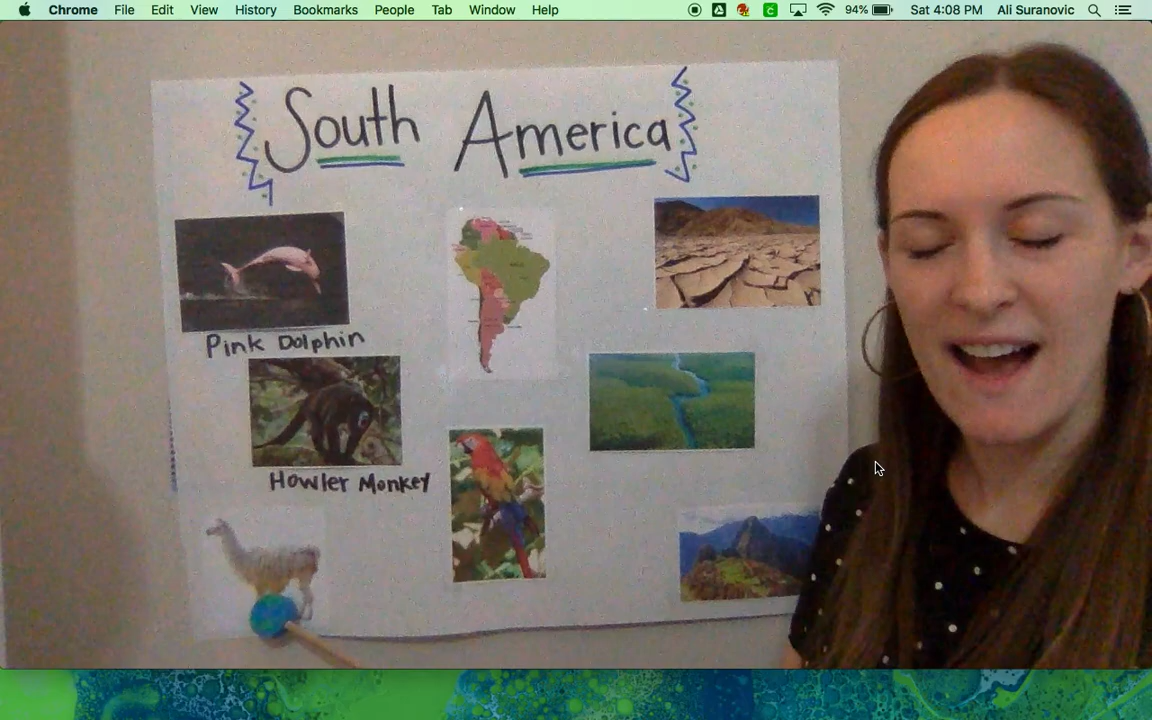 Chrome File Edit View History Bookmarks People Tab Window Help 94% Sat 4:08 PM Ali Suranovic
South America
Pink Dolphin
Howler Monkey